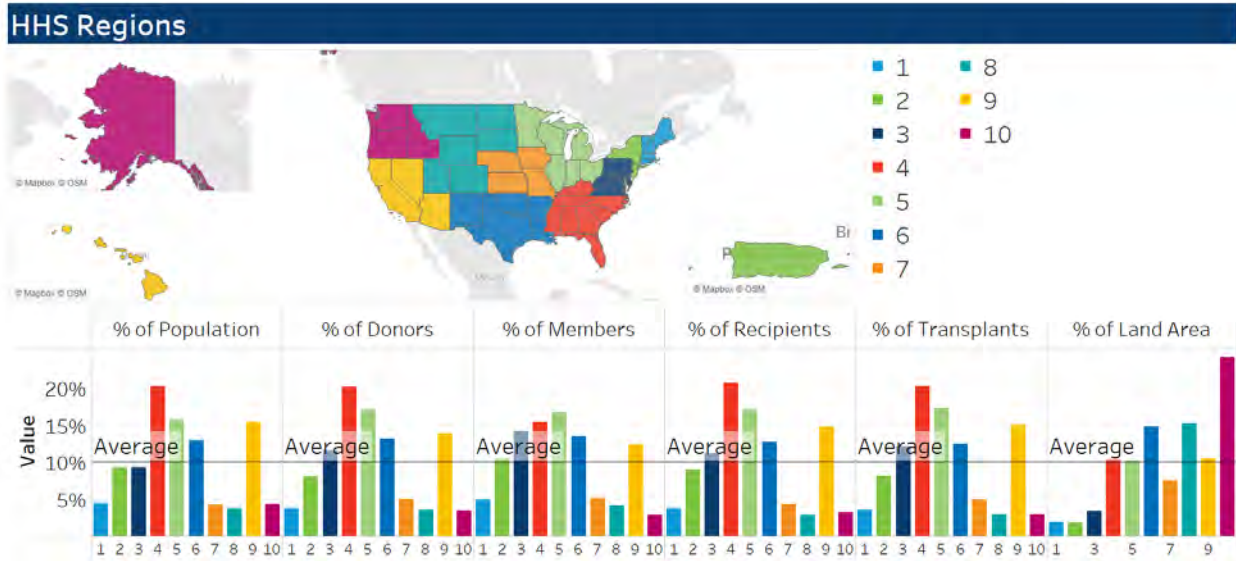 HHS Regions
1
2
3
4
5
6
7
8
9
10
© Mapbox © OSM
© Mapbox © OSM
Br
P
© Mapbox © OSM
% of Population
% of Donors
% of Members
% of Recipients
% of Transplants
% of Land Area
Value
20%
15%
10%
5%
Average
Average
Average
Average
Average
Average
1 2 3 4 5 6 7 8 9 10
1 2 3 4 5 6 7 8 9 10
1 2 3 4 5 6 7 8 9 10
1 2 3 4 5 6 7 8 9 10
1 2 3 4 5 6 7 8 9 10
1 3 5 7 9